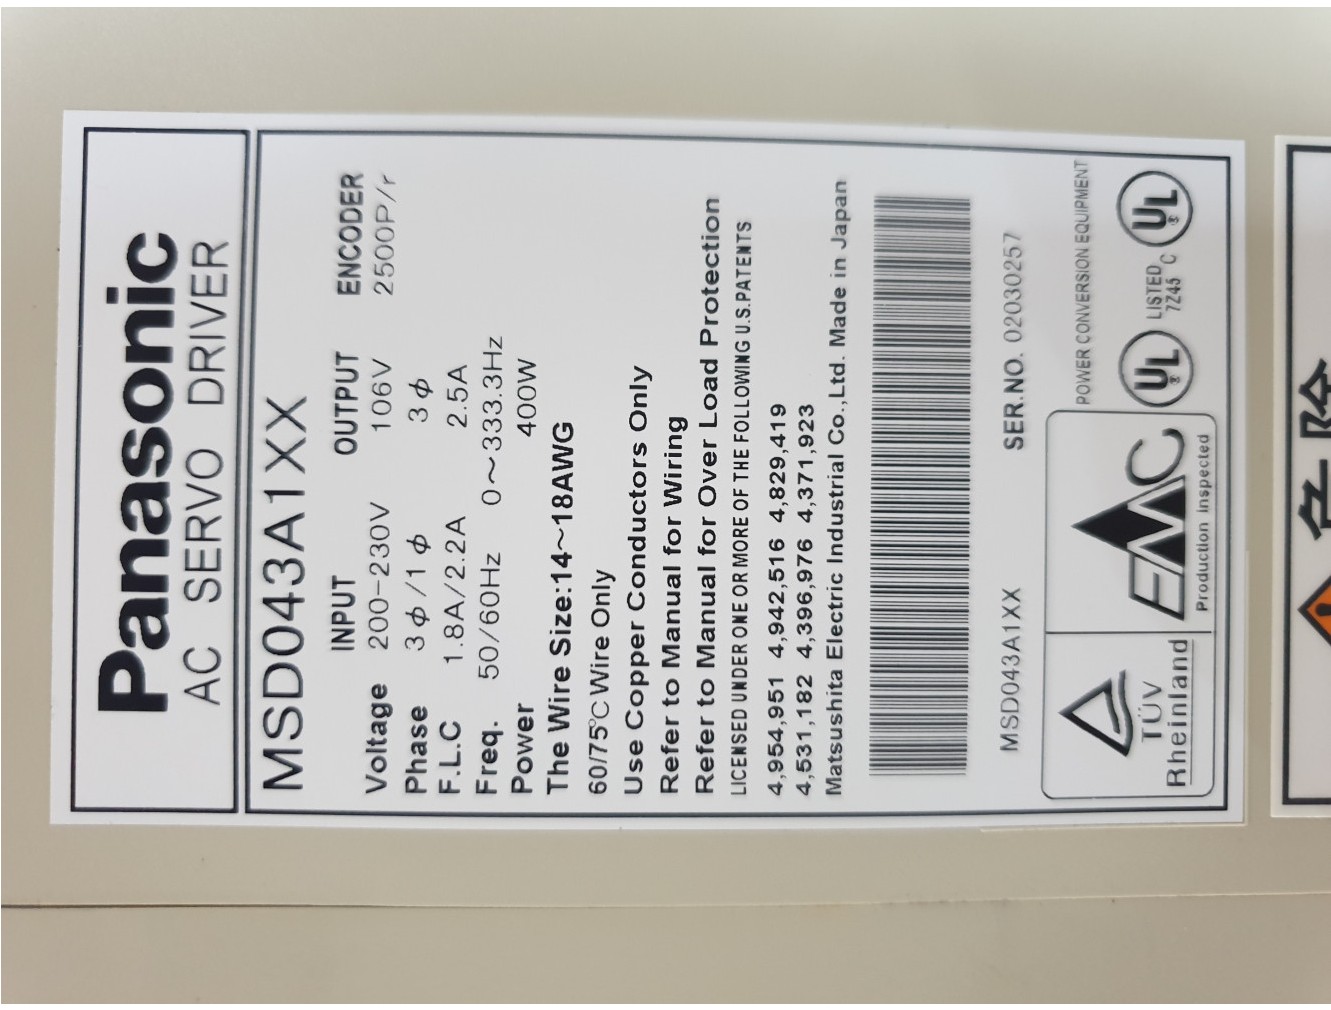 Panasonic
AC SERVO DRIVER
MSD043A1XX
INPUT OUTPUT ENCODER
Voltage 200-230V 106V 2500P/r
Phase 3ϕ/1ϕ 3ϕ
F.L.C 1.8A/2.2A 2.5A
Freq. 50/60Hz 0~333.3Hz
Power 400W
The Wire Size:14~18AWG
60/75℃ Wire Only
Use Copper Conductors Only
Refer to Manual for Wiring
Refer to Manual for Over Load Protection
LICENSED UNDER ONE OR MORE OF THE FOLLOWING U.S.PATENTS
4,954,951 4,942,516 4,829,419
4,531,182 4,396,976 4,371,923
Matsushita Electric Industrial Co.,Ltd. Made in Japan
MSD043A1XX SER.NO. 02030257
POWER CONVERSION EQUIPMENT
TÜV
Rheinland
EMC
Production inspected
UL ®
LISTED
7Z45
C UL ®
危険